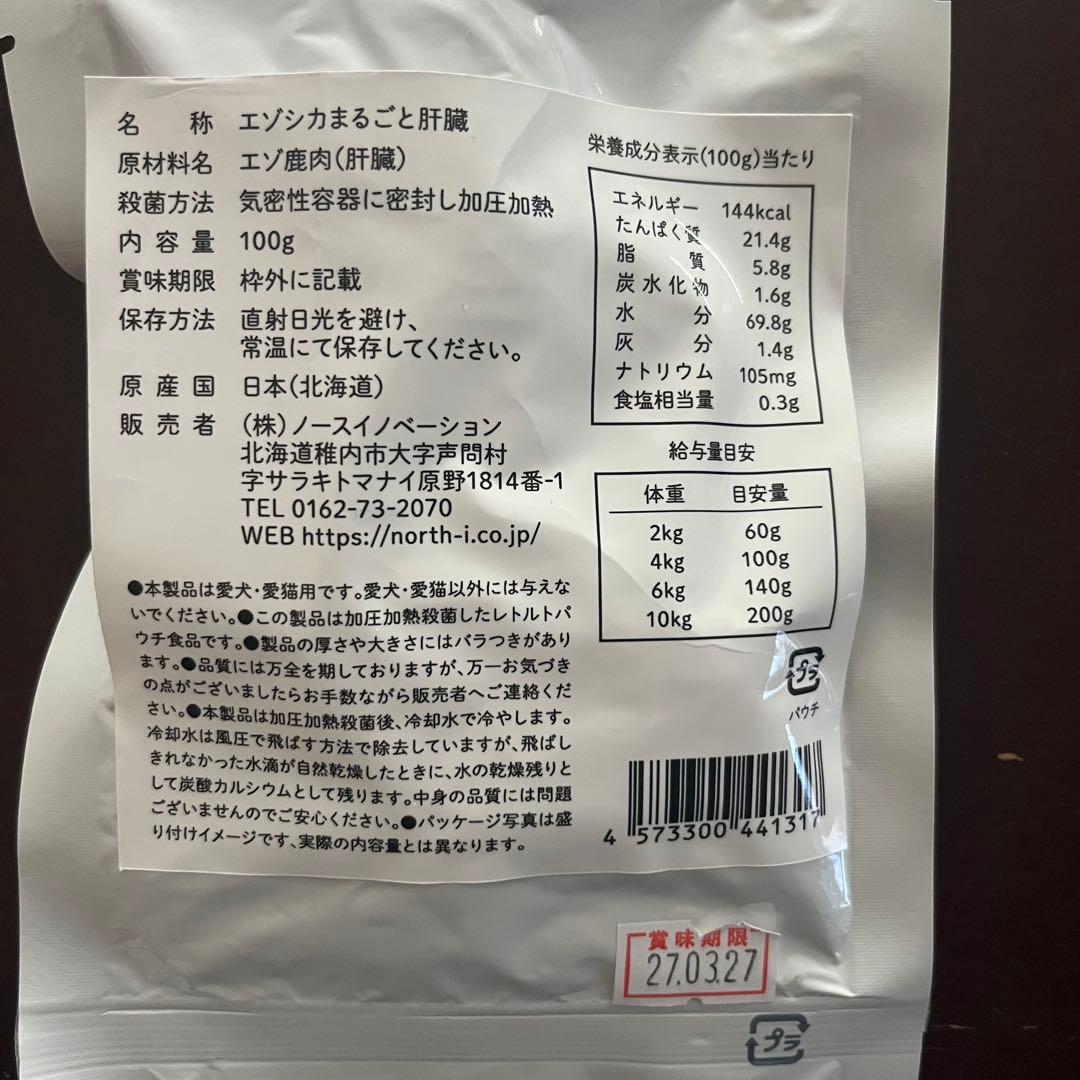 名称 エゾシカまるごと肝臓
原材料名 エゾ鹿肉(肝臓)
殺菌方法 気密性容器に密封し加圧加熱
内容量 100g
賞味期限 枠外に記載
保存方法 直射日光を避け、
常温にて保存してください。
原産国 日本(北海道)
販売者 (株)ノースイノベーション
北海道稚内市大字声問村
字サラキトマナイ原野1814番-1
TEL 0162-73-2070
WEB https://north-i.co.jp/
●本製品は愛犬・愛猫用です。愛犬・愛猫以外には与えな
いでください。●この製品は加圧加熱殺菌したレトルトパ
ウチ食品です。●製品の厚さや大きさにはバラつきがあり
ます。●品質には万全を期しておりますが、万一お気づき
の点がございましたらお手数ながら販売者へご連絡くだ
さい。●本製品は加圧加熱殺菌後、冷却水で冷やします。
冷却水は風圧で飛ばす方法で除去していますが、飛ばし
きれなかった水滴が自然乾燥したときに、水の乾燥残りと
して炭酸カルシウムとして残ります。中身の品質には問題
ございませんのでご安心ください。●パッケージ写真は盛
り付けイメージです、実際の内容量とは異なります。
栄養成分表示(100g)当たり
エネルギー 144kcal
たんぱく質 21.4g
脂質 5.8g
炭水化物 1.6g
水分 69.8g
灰分 1.4g
ナトリウム 105mg
食塩相当量 0.3g
給与量目安
体重 目安量
2kg 60g
4kg 100g
6kg 140g
10kg 200g
プラ
パウチ
4 573300 441317
賞味期限
27.03.27
プラ